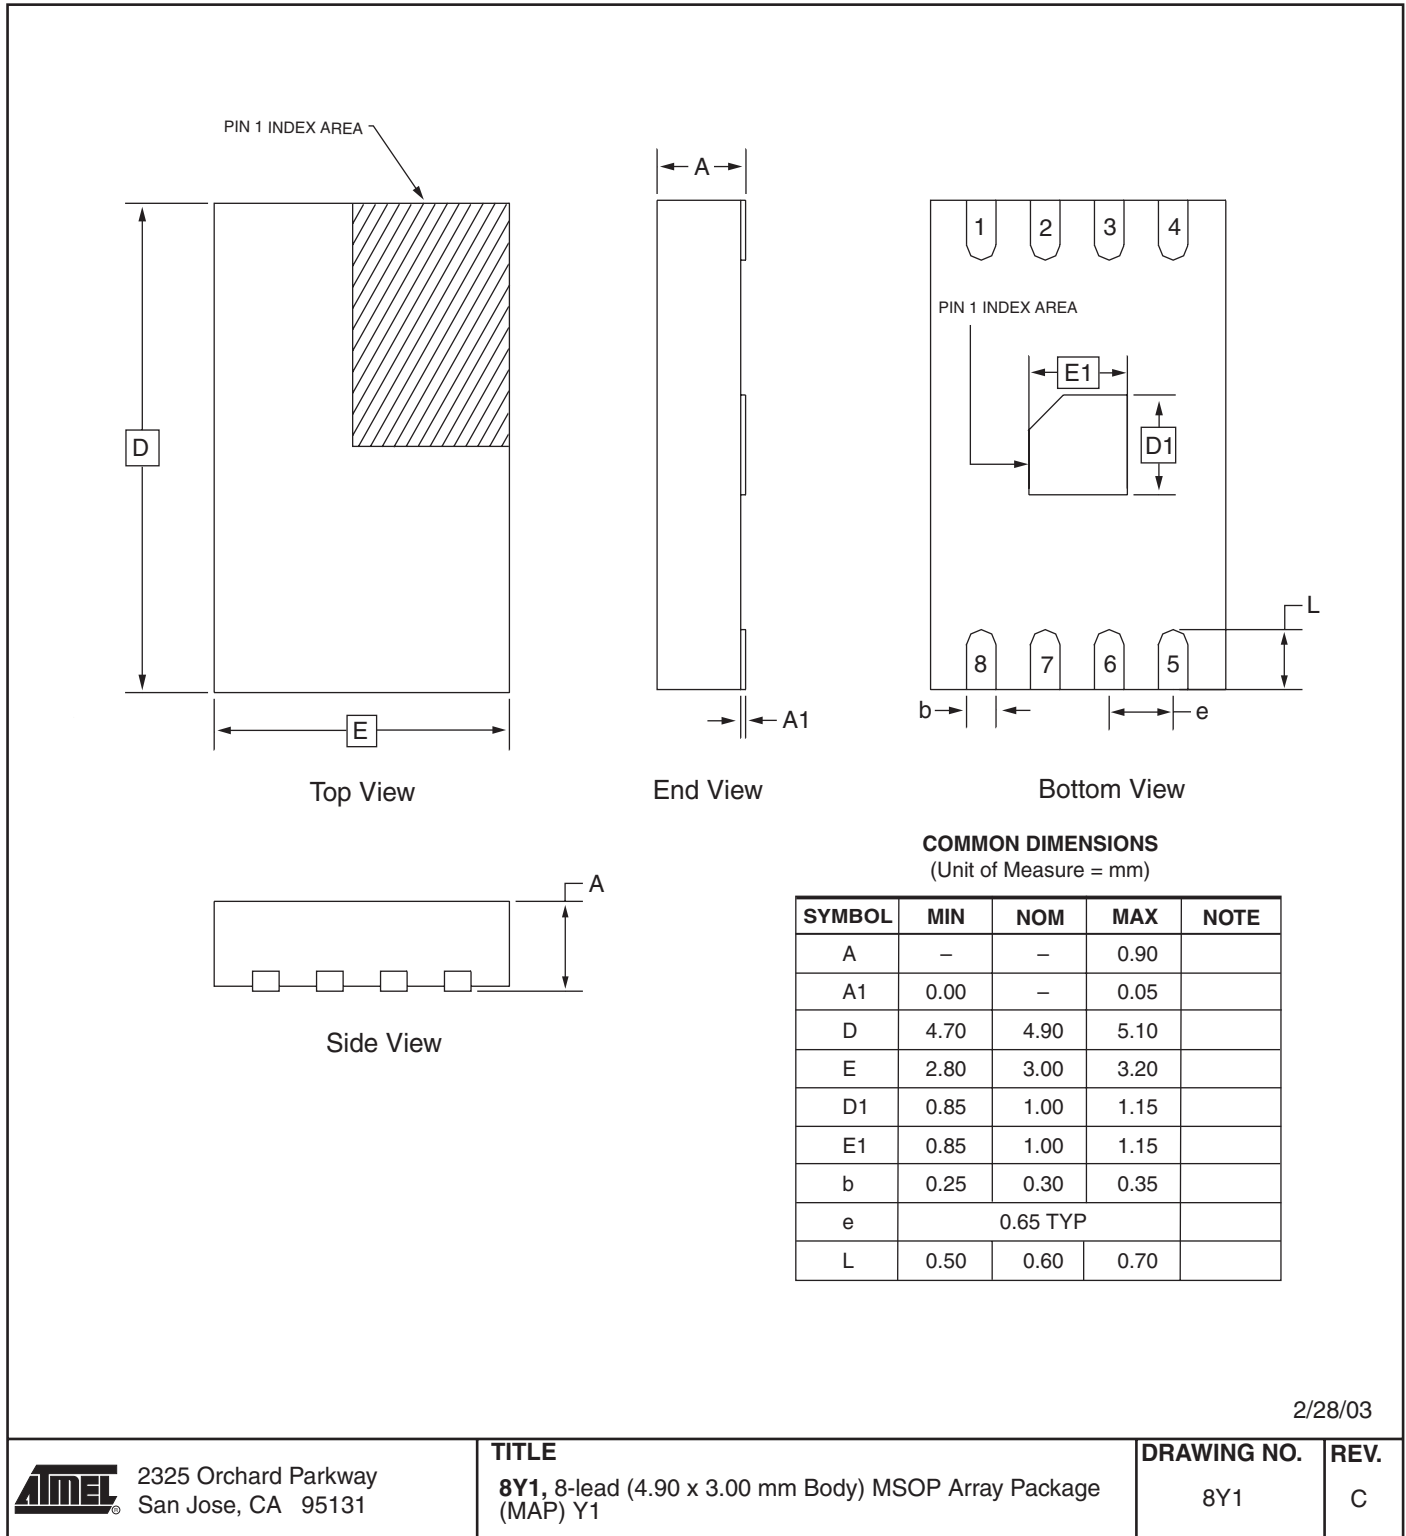 PIN 1 INDEX AREA
A
1 2 3 4
PIN 1 INDEX AREA
E1
D
D1
L
8 7 6 5
b
e
A1
E
Top View
End View
Bottom View
COMMON DIMENSIONS
(Unit of Measure = mm)
A
Side View
SYMBOL MIN NOM MAX NOTE
A – – 0.90
A1 0.00 – 0.05
D 4.70 4.90 5.10
E 2.80 3.00 3.20
D1 0.85 1.00 1.15
E1 0.85 1.00 1.15
b 0.25 0.30 0.35
e 0.65 TYP
L 0.50 0.60 0.70
2/28/03
ATMEL ®
2325 Orchard Parkway
San Jose, CA 95131
TITLE
8Y1, 8-lead (4.90 x 3.00 mm Body) MSOP Array Package
(MAP) Y1
DRAWING NO.
8Y1
REV.
C